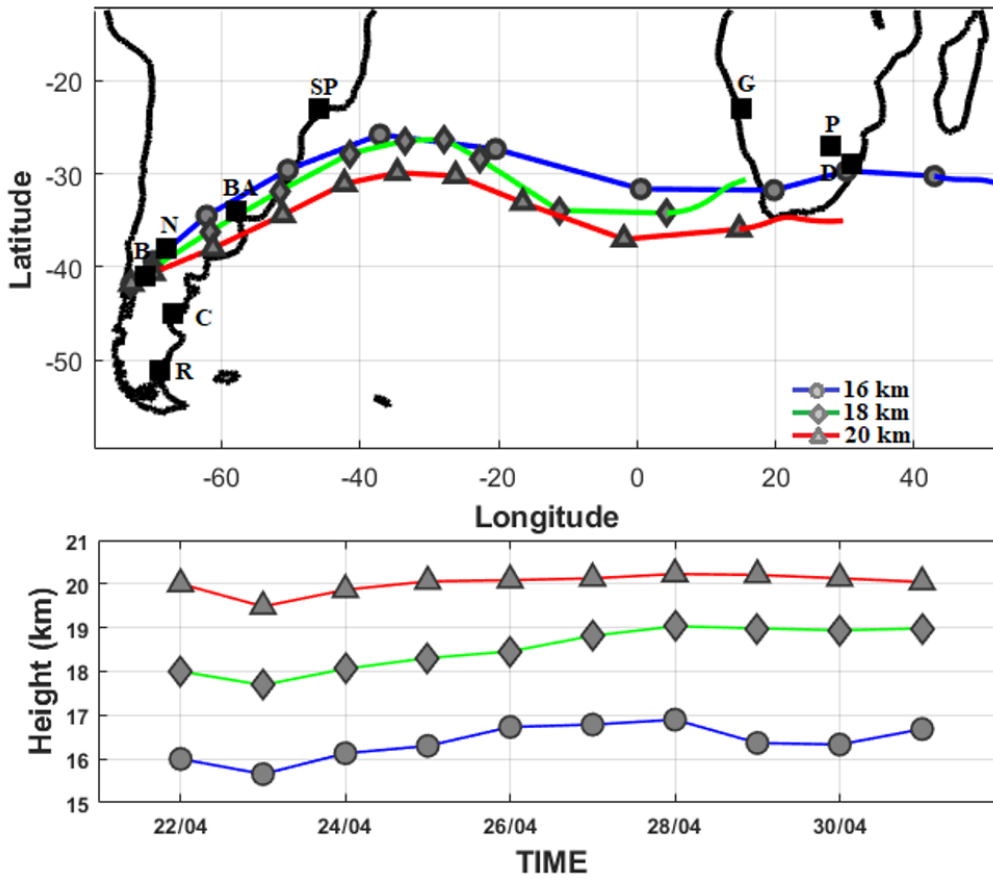 -20
-30
-40
-50
Latitude
SP
G
P
D
BA
N
B
C
R
16 km
18 km
20 km
-60 -40 -20 0 20 40
Longitude
21
20
19
18
17
16
15
Height (km)
22/04 24/04 26/04 28/04 30/04
TIME